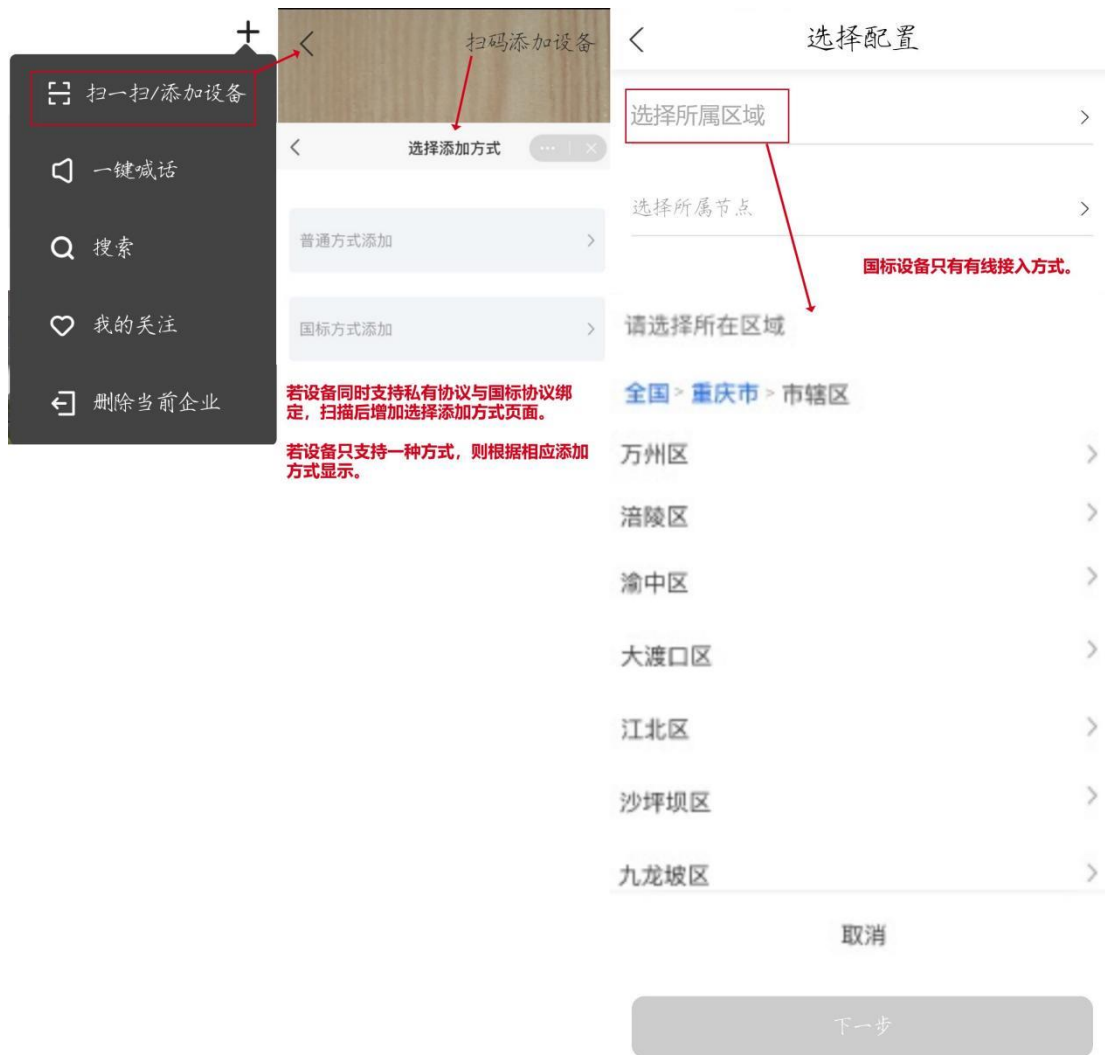 扫一扫/添加设备
一键喊话
搜索
我的关注
删除当前企业
扫码添加设备
选择添加方式
普通方式添加
国标方式添加
若设备同时支持私有协议与国标协议绑
定，扫描后增加选择添加方式页面。
若设备只支持一种方式，则根据相应添加
方式显示。
选择配置
选择所属区域
选择所属节点
国标设备只有有线接入方式。
请选择所在区域
全国 > 重庆市 > 市辖区
万州区
涪陵区
渝中区
大渡口区
江北区
沙坪坝区
九龙坡区
取消
下一步